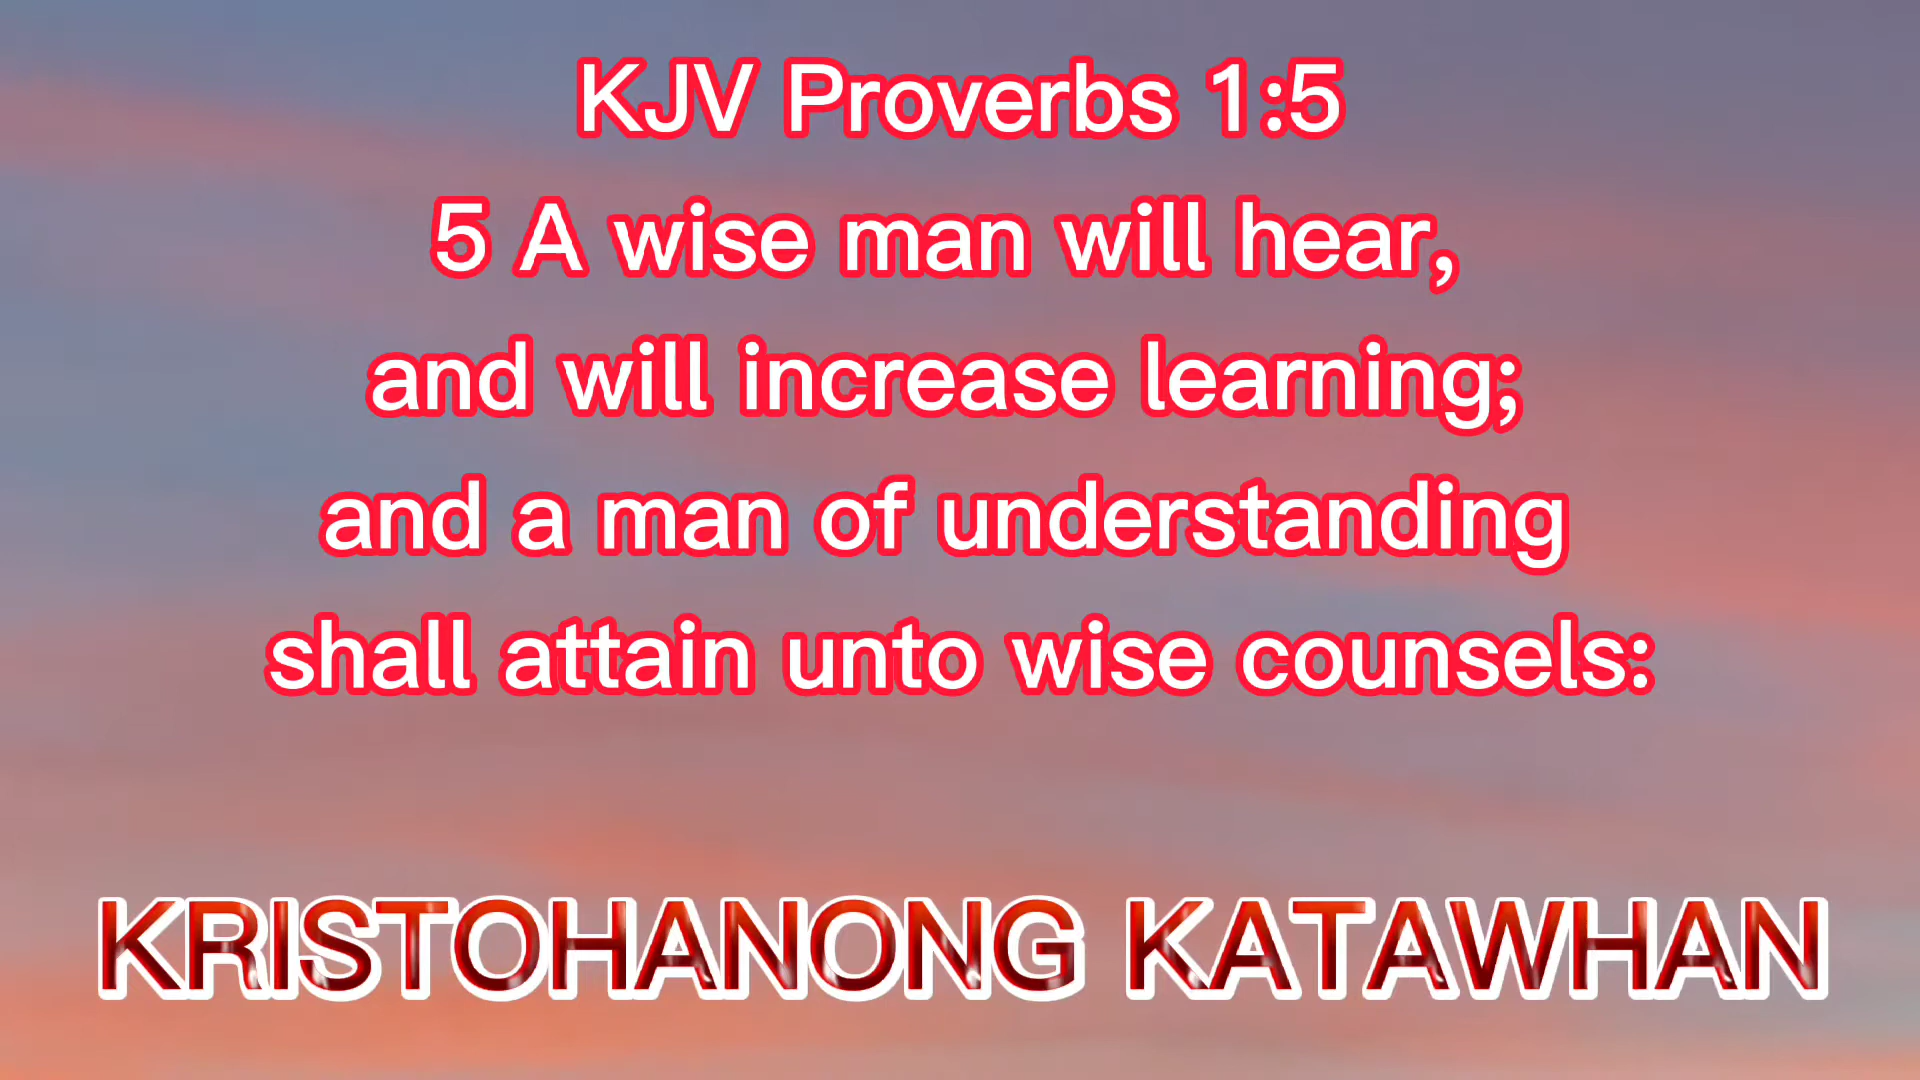 KJV Proverbs 1:5
5 A wise man will hear,
and will increase learning;
and a man of understanding
shall attain unto wise counsels:
KRISTOHANONG KATAWHAN